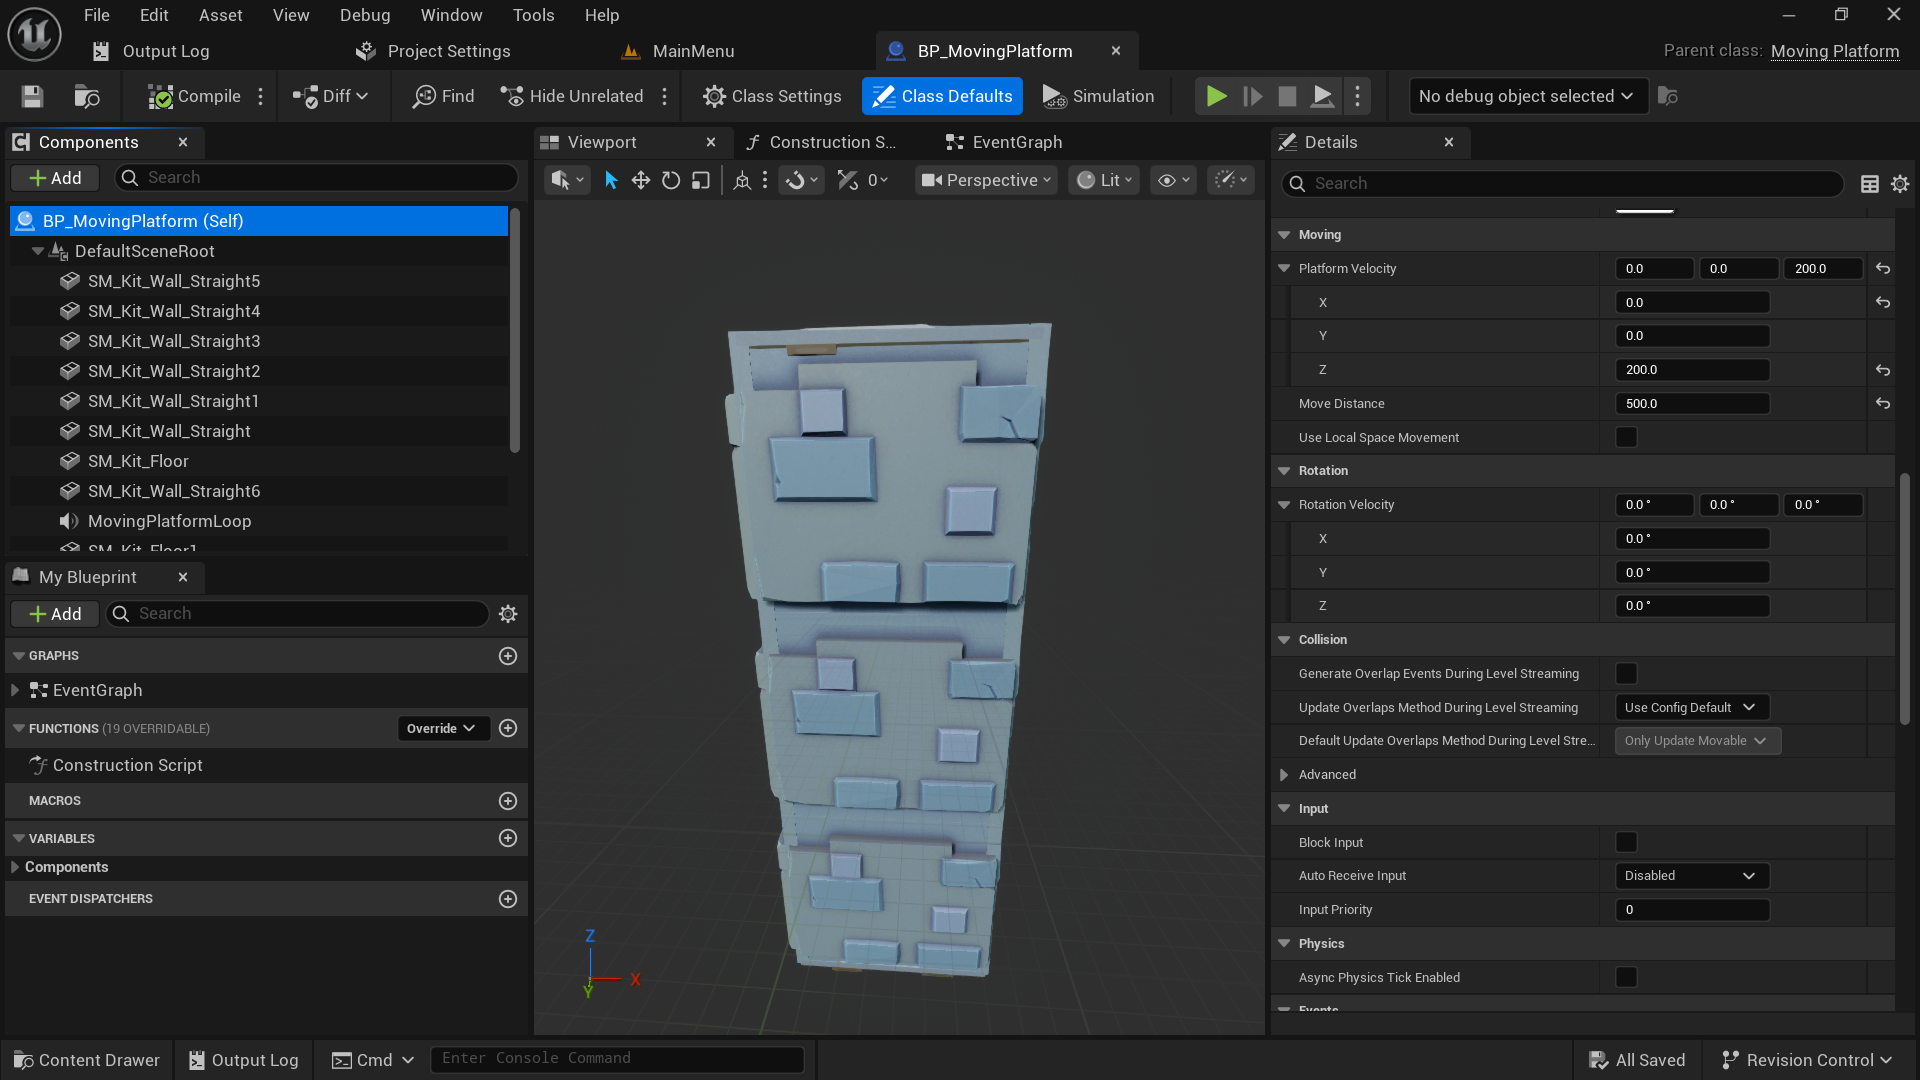 File Edit Asset View Debug Window Tools Help
Output Log Project Settings MainMenu BP_MovingPlatform Parent class: Moving Platform
Compile Diff Find Hide Unrelated Class Settings Class Defaults Simulation No debug object selected
Components
Add Search
BP_MovingPlatform (Self)
DefaultSceneRoot
SM_Kit_Wall_Straight5
SM_Kit_Wall_Straight4
SM_Kit_Wall_Straight3
SM_Kit_Wall_Straight2
SM_Kit_Wall_Straight1
SM_Kit_Wall_Straight
SM_Kit_Floor
SM_Kit_Wall_Straight6
MovingPlatformLoop
SM_Kit_Floor1
My Blueprint
Add Search
GRAPHS
EventGraph
FUNCTIONS (19 OVERRIDABLE) Override
Construction Script
MACROS
VARIABLES
Components
EVENT DISPATCHERS
Viewport Construction S... EventGraph
0 Perspective Lit
Z
X
Y
Details
Search
Moving
Platform Velocity 0.0 0.0 200.0
X 0.0
Y 0.0
Z 200.0
Move Distance 500.0
Use Local Space Movement
Rotation
Rotation Velocity 0.0 ° 0.0 ° 0.0 °
X 0.0 °
Y 0.0 °
Z 0.0 °
Collision
Generate Overlap Events During Level Streaming
Update Overlaps Method During Level Streaming Use Config Default
Default Update Overlaps Method During Level Stre... Only Update Movable
Advanced
Input
Block Input
Auto Receive Input Disabled
Input Priority 0
Physics
Async Physics Tick Enabled
Events
Content Drawer Output Log Cmd Enter Console Command All Saved Revision Control